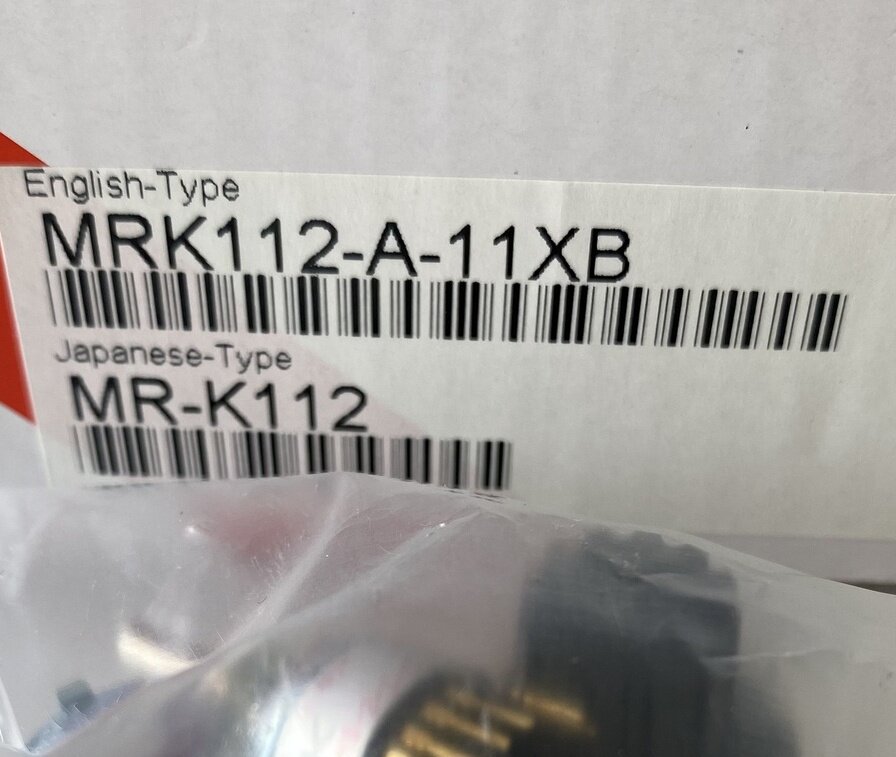 English-Type
MRK112-A-11XB
Japanese-Type
MR-K112